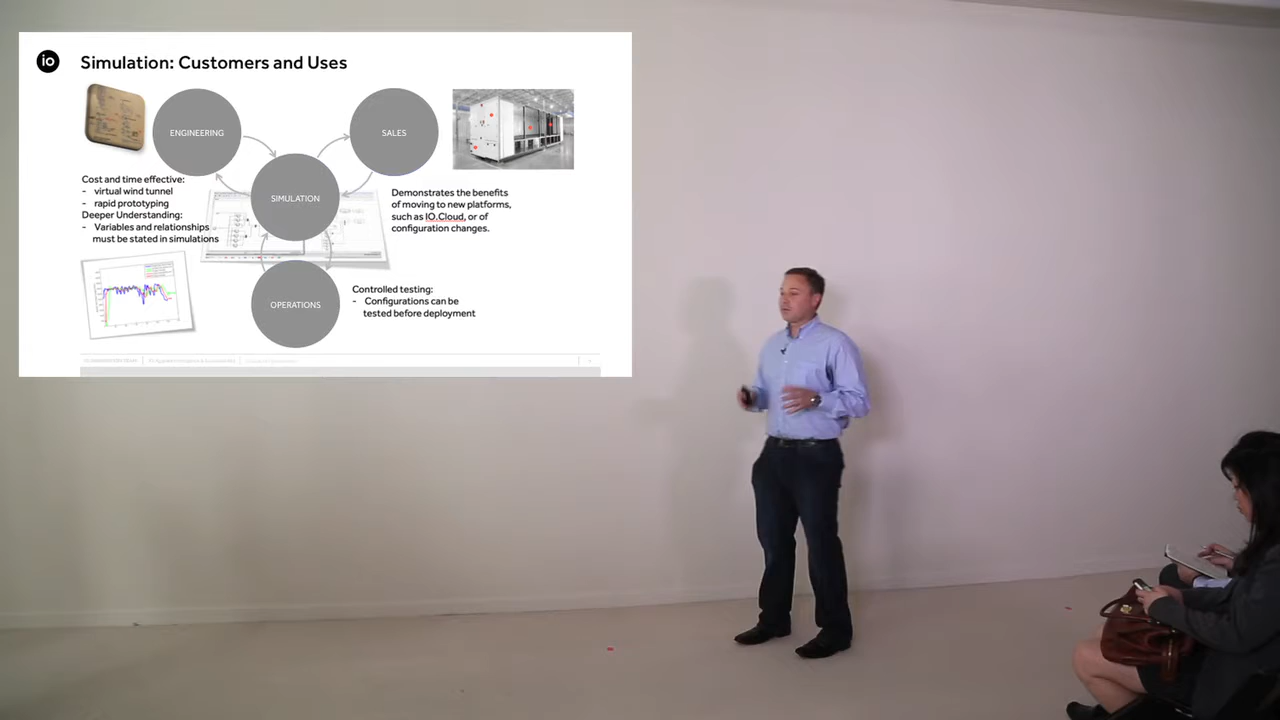 io
Simulation: Customers and Uses
ENGINEERING
SALES
SIMULATION
OPERATIONS
Cost and time effective:
- virtual wind tunnel
- rapid prototyping
Deeper Understanding:
- Variables and relationships
must be stated in simulations
Demonstrates the benefits
of moving to new platforms,
such as IO.Cloud, or of
configuration changes.
Controlled testing:
- Configurations can be
tested before deployment